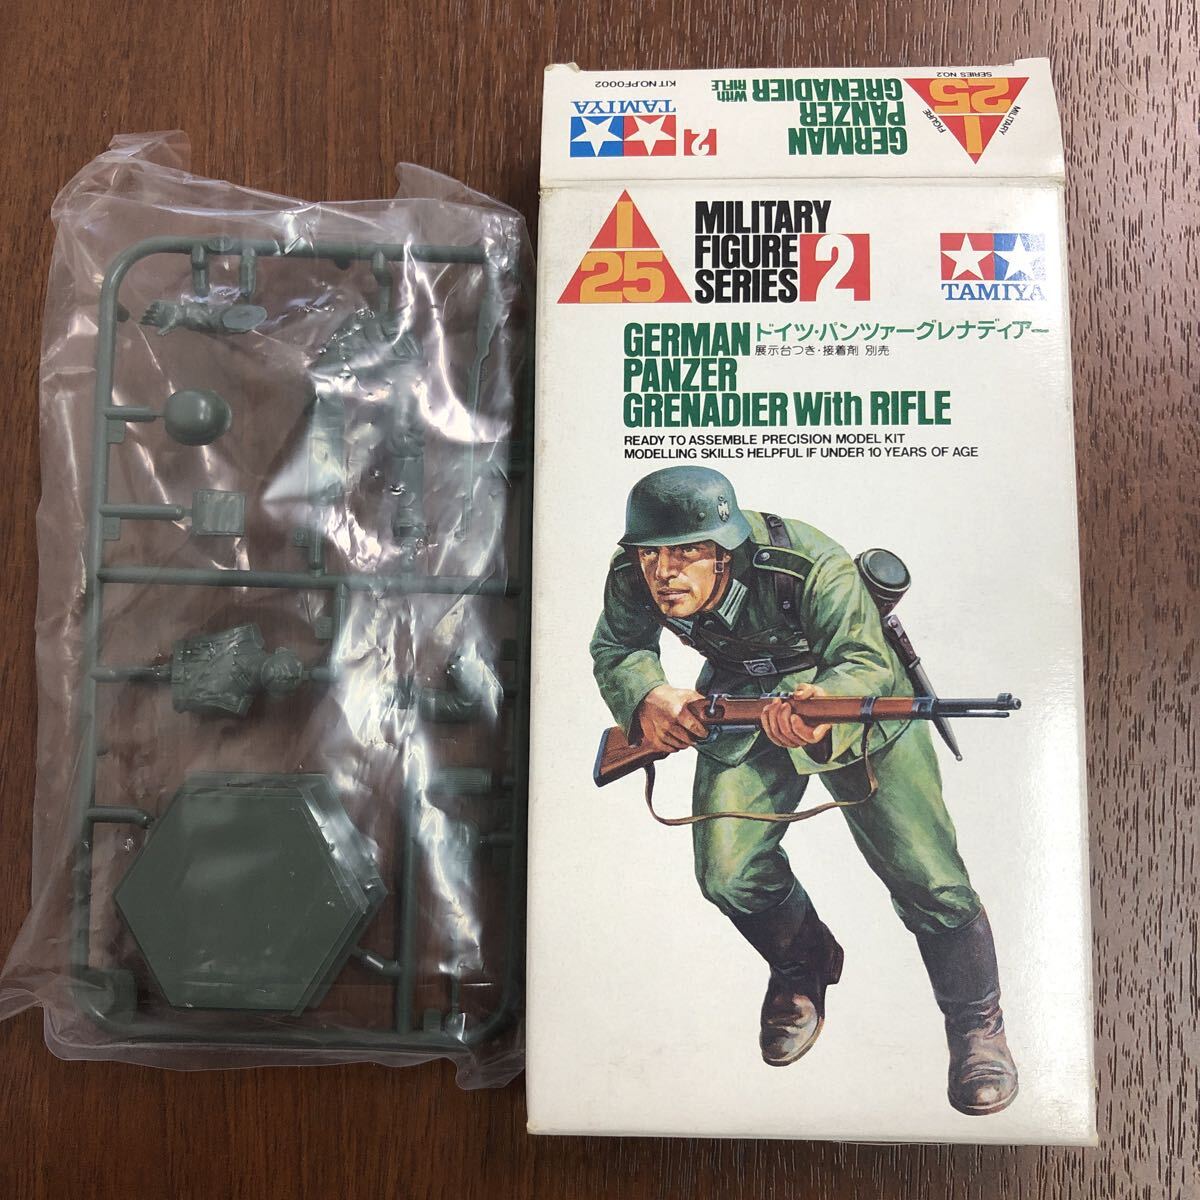 MILITARY
FIGURE
1
25
SERIES NO.2
GERMAN
PANZER
GRENADIER With RIFLE
2
TAMIYA
KIT NO.PF0002
1
25
MILITARY
FIGURE
SERIES 2
TAMIYA
GERMAN
PANZER
GRENADIER With RIFLE
ドイツ・パンツァーグレナディアー
展示台つき・接着剤 別売
READY TO ASSEMBLE PRECISION MODEL KIT
MODELLING SKILLS HELPFUL IF UNDER 10 YEARS OF AGE